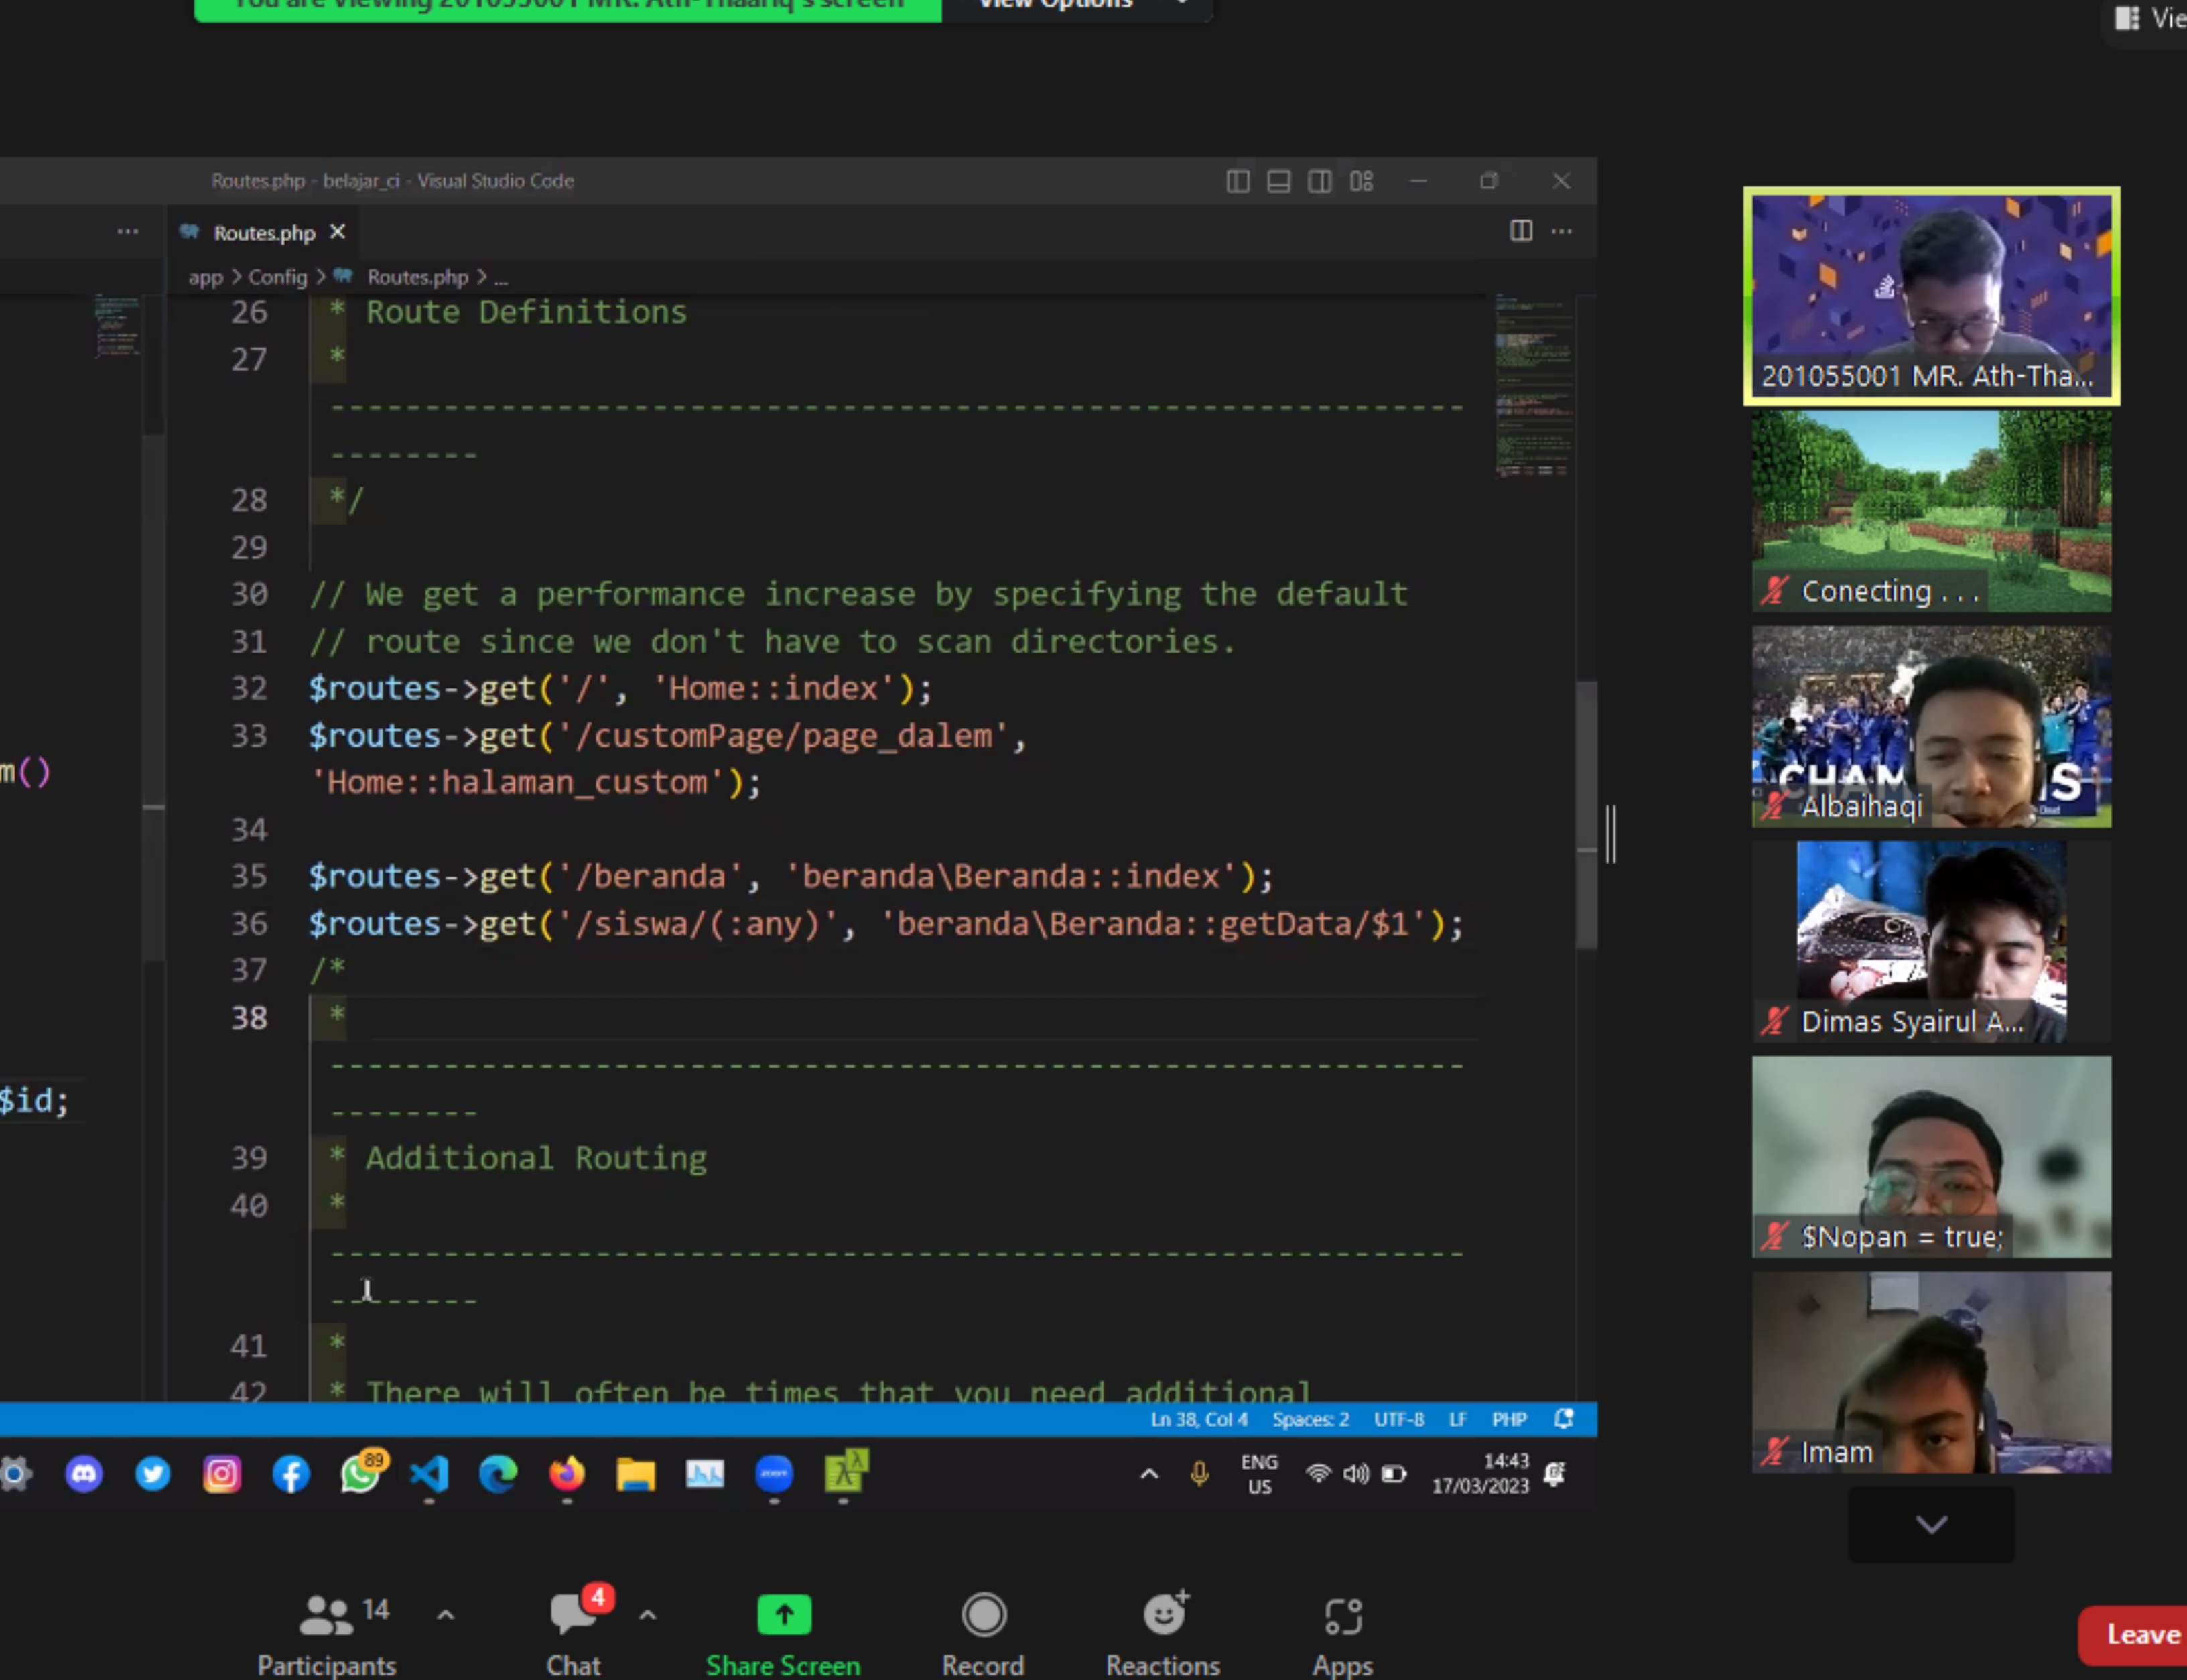 You are viewing 201055001 MR. Ath-Thaariq's screen
View Options
Vie
Routes.php - belajar_ci - Visual Studio Code
Routes.php
app > Config > Routes.php > ...
26 * Route Definitions
27 *
--------------------------------------------------------------
--------
28 */
29
30 // We get a performance increase by specifying the default
31 // route since we don't have to scan directories.
32 $routes->get('/', 'Home::index');
33 $routes->get('/customPage/page_dalem',
'Home::halaman_custom');
34
35 $routes->get('/beranda', 'beranda\Beranda::index');
36 $routes->get('/siswa/(:any)', 'beranda\Beranda::getData/$1');
37 /*
38 *
--------------------------------------------------------------
--------
39 * Additional Routing
40 *
--------------------------------------------------------------
--------
41 *
42 * There will often be times that you need additional
m()
$id;
Ln 38, Col 4 Spaces: 2 UTF-8 LF PHP
89
zoom
ENG
US
14:43
17/03/2023
201055001 MR. Ath-Tha...
Conecting . . .
CHAM S
Albaihaqi
Dimas Syairul A...
$Nopan = true;
Imam
14
Participants
4
Chat
Share Screen
Record
Reactions
Apps
Leave